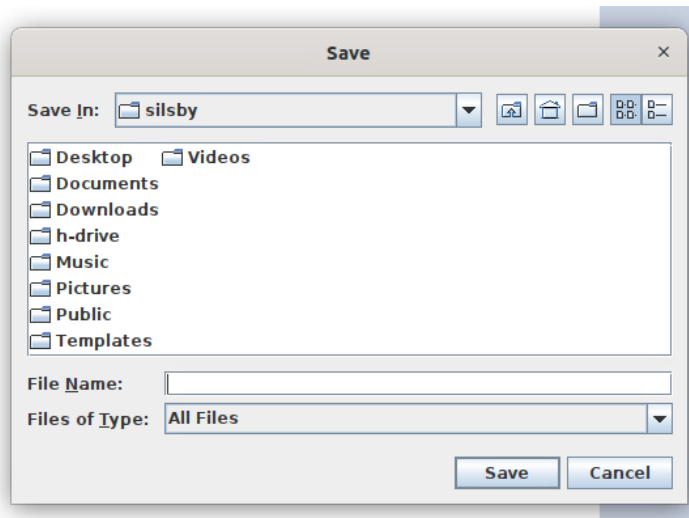 Save
Save In: silsby
Desktop Videos
Documents
Downloads
h-drive
Music
Pictures
Public
Templates
File Name:
Files of Type: All Files
Save Cancel